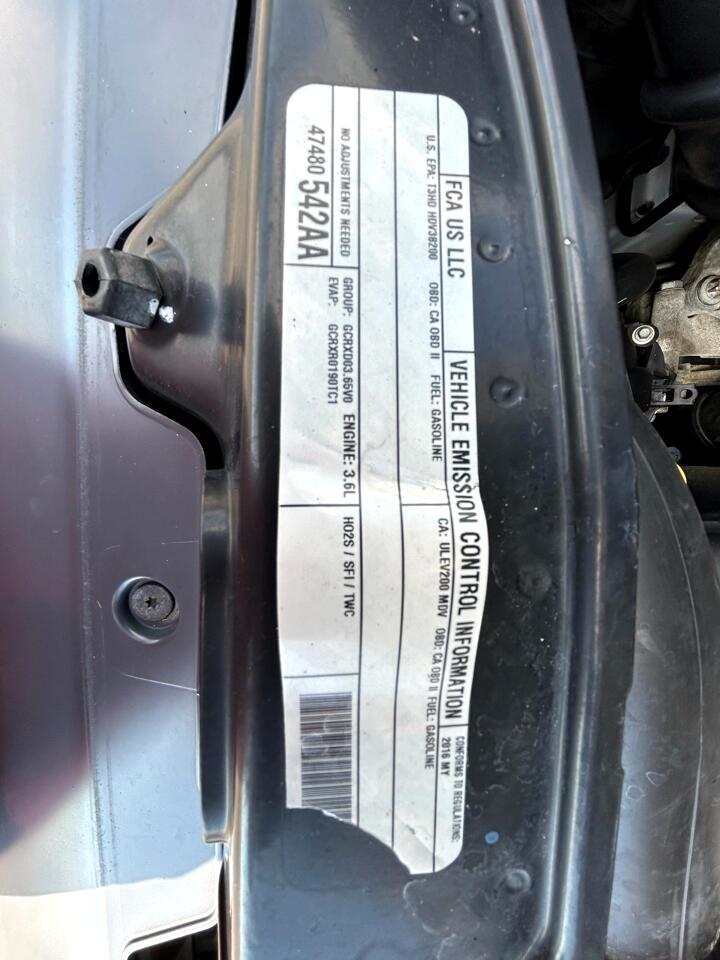 FCA US LLC VEHICLE EMISSION CONTROL INFORMATION CONFORMS TO REGULATIONS:
2016 MY
U.S. EPA: T3HD HDV3B200 OBD: CA OBD II FUEL: GASOLINE CA: ULEV200 MDV OBD: CA OBD II FUEL: GASOLINE
NO ADJUSTMENTS NEEDED GROUP: GCRXD03.65V0 ENGINE: 3.6L HO2S / SFI / TWC
EVAP: GCRXR0190TC1
47480542AA